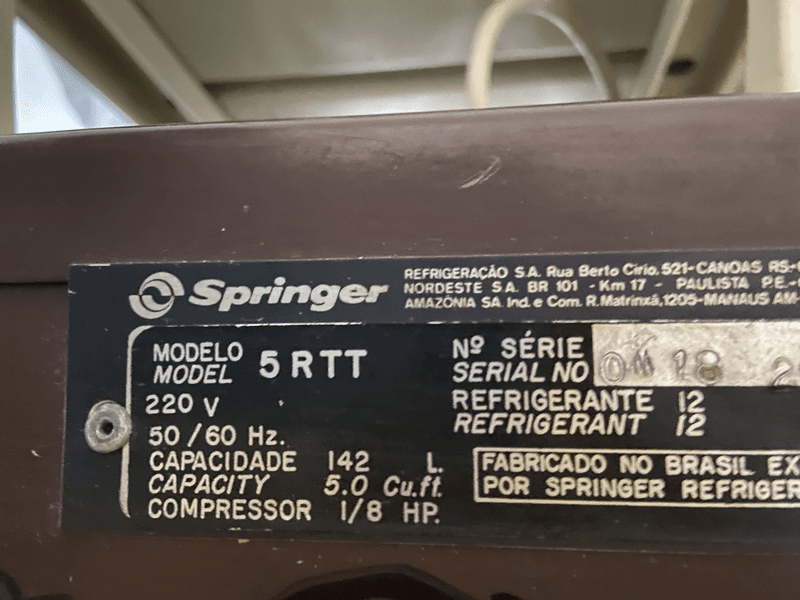 Springer
REFRIGERAÇÃO S.A. Rua Berto Cirio, 521-CANOAS RS.-
NORDESTE S.A. BR 101 - Km 17 - PAULISTA P.E.-
AMAZÔNIA SA. Ind. e Com. R. Matrinxã, 1205-MANAUS AM-
MODELO
MODEL 5 RTT
220 V
50/60 Hz.
CAPACIDADE 142 L.
CAPACITY 5.0 Cu.ft.
COMPRESSOR 1/8 HP.
Nº SÉRIE
SERIAL NO
REFRIGERANTE 12
REFRIGERANT 12
FABRICADO NO BRASIL
POR SPRINGER